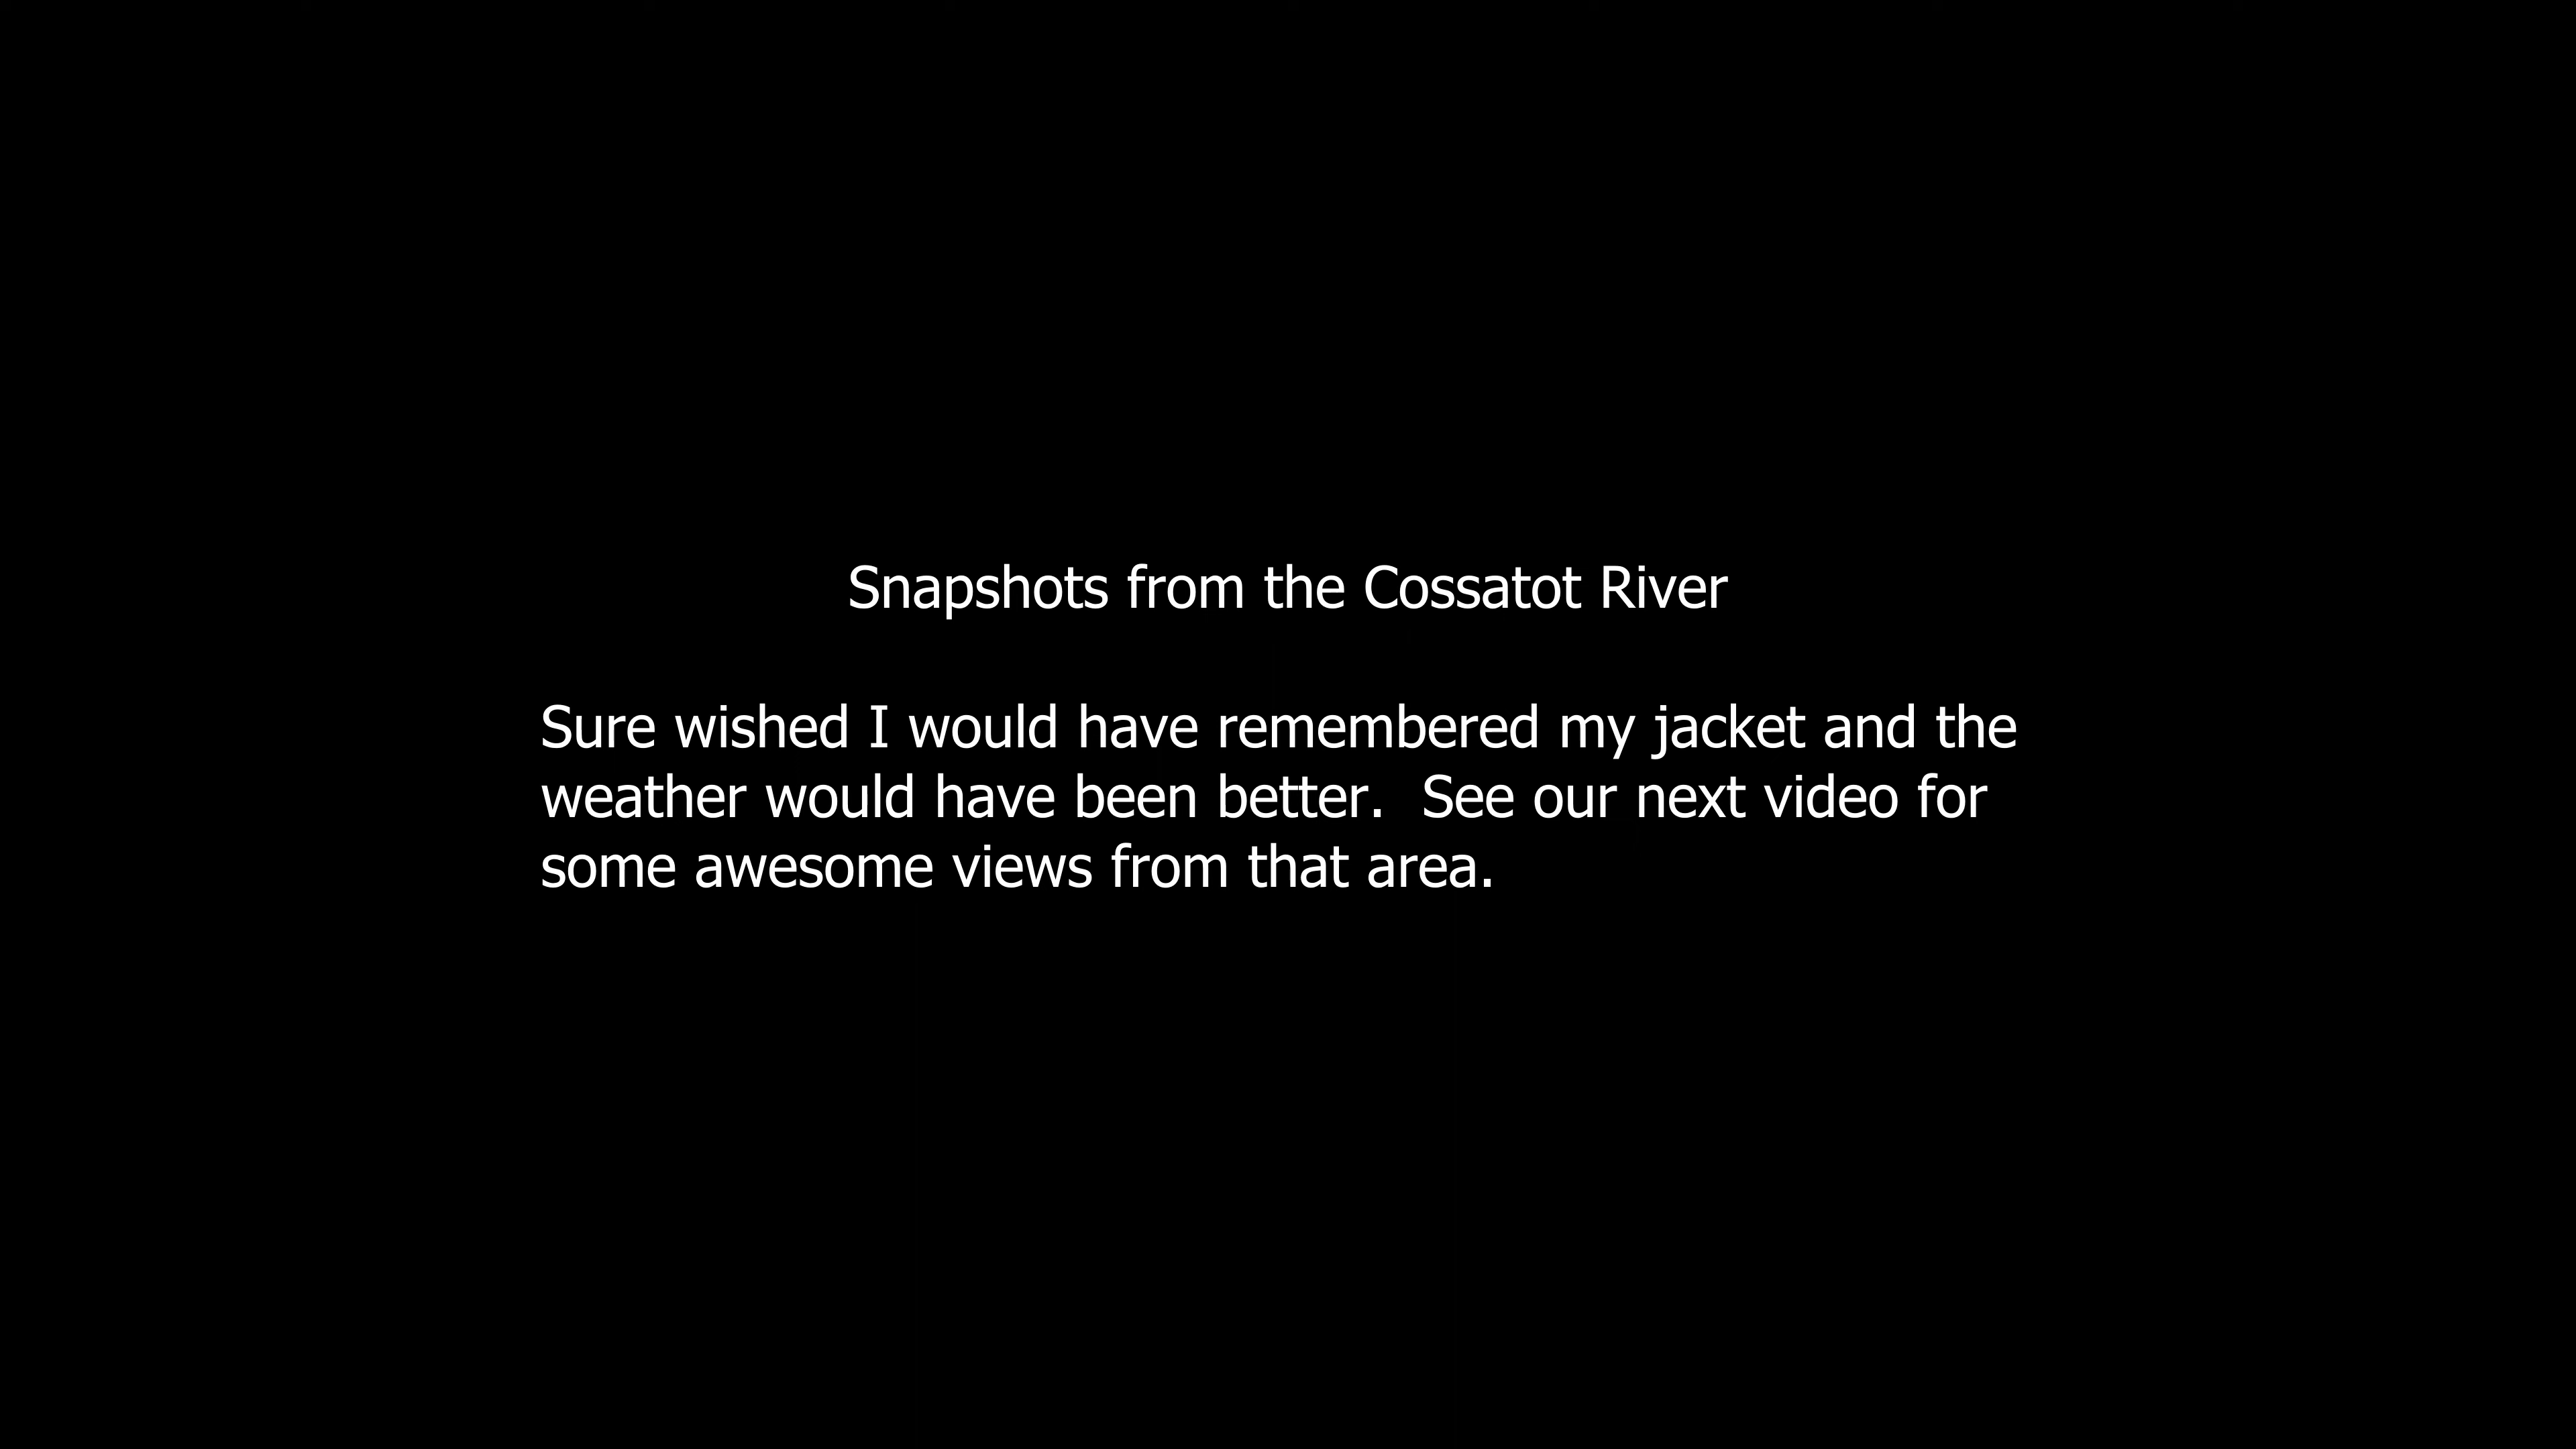 Snapshots from the Cossatot River
Sure wished I would have remembered my jacket and the
weather would have been better.  See our next video for
some awesome views from that area.